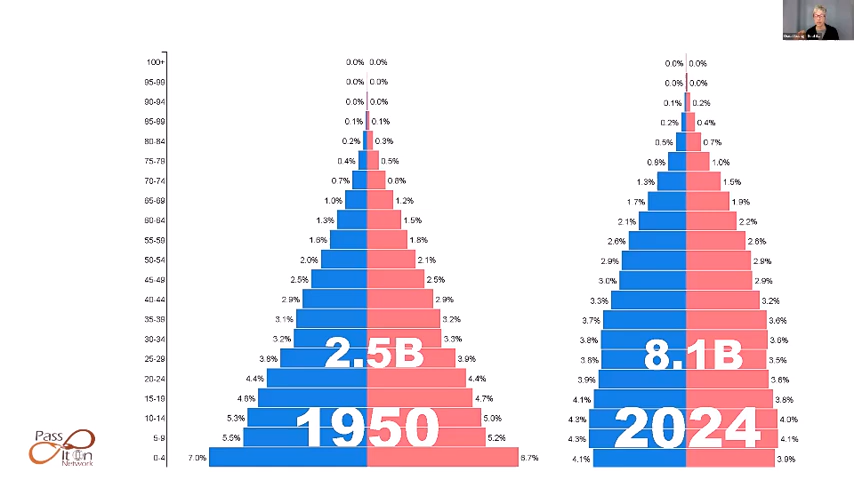 100+ 0.0% 0.0% 0.0% 0.0%
95-99 0.0% 0.0% 0.0% 0.0%
90-94 0.0% 0.0% 0.1% 0.2%
85-89 0.1% 0.1% 0.2% 0.4%
80-84 0.2% 0.3% 0.5% 0.7%
75-79 0.4% 0.5% 1.0%
70-74 0.7% 0.8% 1.3% 1.5%
65-69 1.0% 1.2% 1.7% 1.9%
60-64 1.3% 1.5% 2.1% 2.2%
55-59 1.6% 1.8% 2.6% 2.6%
50-54 2.0% 2.1% 2.9% 2.9%
45-49 2.5% 2.5% 3.0% 2.9%
40-44 2.9% 2.9% 3.3% 3.2%
35-39 3.1% 3.2% 3.7% 3.6%
30-34 3.2% 3.3% 3.8% 3.6%
2.5B 8.1B
25-29 3.8% 3.9% 3.8% 3.5%
20-24 4.4% 4.4% 3.9% 3.6%
15-19 4.8% 4.7% 4.1% 3.8%
10-14 5.3% 5.0% 4.3% 4.0%
1950 2024
5-9 5.5% 5.2% 4.3% 4.1%
0-4 7.0% 6.7% 4.1% 3.9%
Pass
It On
Network